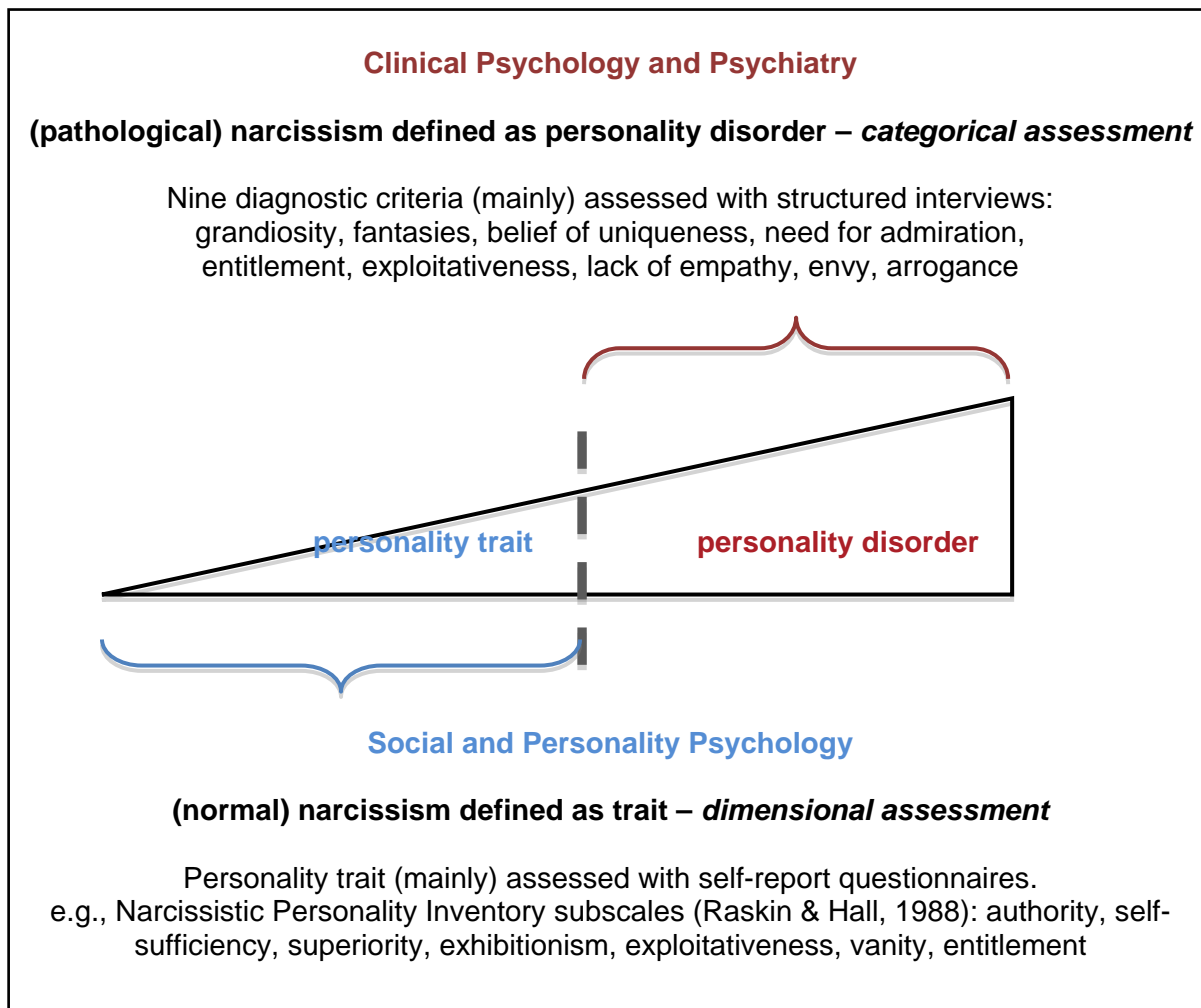 Clinical Psychology and Psychiatry
(pathological) narcissism defined as personality disorder – categorical assessment
Nine diagnostic criteria (mainly) assessed with structured interviews:
grandiosity, fantasies, belief of uniqueness, need for admiration,
entitlement, exploitativeness, lack of empathy, envy, arrogance
personality trait
personality disorder
Social and Personality Psychology
(normal) narcissism defined as trait – dimensional assessment
Personality trait (mainly) assessed with self-report questionnaires.
e.g., Narcissistic Personality Inventory subscales (Raskin & Hall, 1988): authority, self-
sufficiency, superiority, exhibitionism, exploitativeness, vanity, entitlement